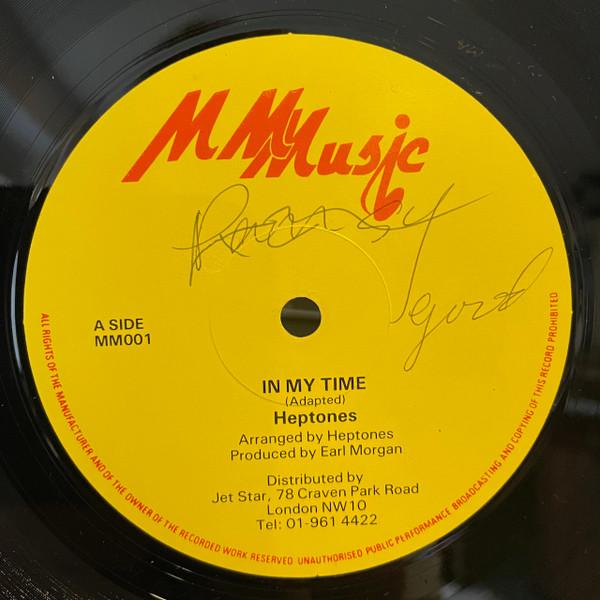 M My Music
good
A SIDE
MM001
IN MY TIME
(Adapted)
Heptones
Arranged by Heptones
Produced by Earl Morgan
Distributed by
Jet Star, 78 Craven Park Road
London NW10
Tel: 01-961 4422
ALL RIGHTS OF THE MANUFACTURER AND OF THE OWNER OF THE RECORDED WORK RESERVED UNAUTHORISED PUBLIC PERFORMANCE BROADCASTING AND COPYING OF THIS RECORD PROHIBITED